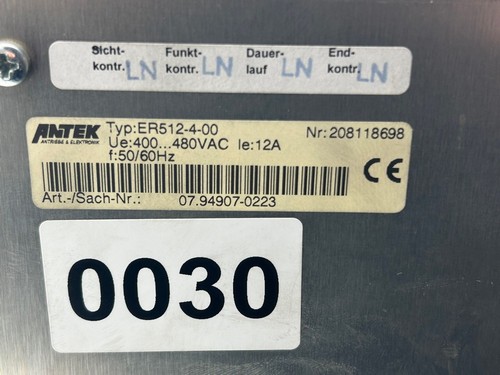 Sicht- Funkt- Dauer- End-
kontr. LN kontr. LN lauf LN kontr. LN
ANTEK Typ:ER512-4-00 Nr:208118698
ANTRIEBS & ELEKTRONIK Ue:400...480VAC Ie:12A
f:50/60Hz
CE
Art.-/Sach-Nr.: 07.94907-0223
0030